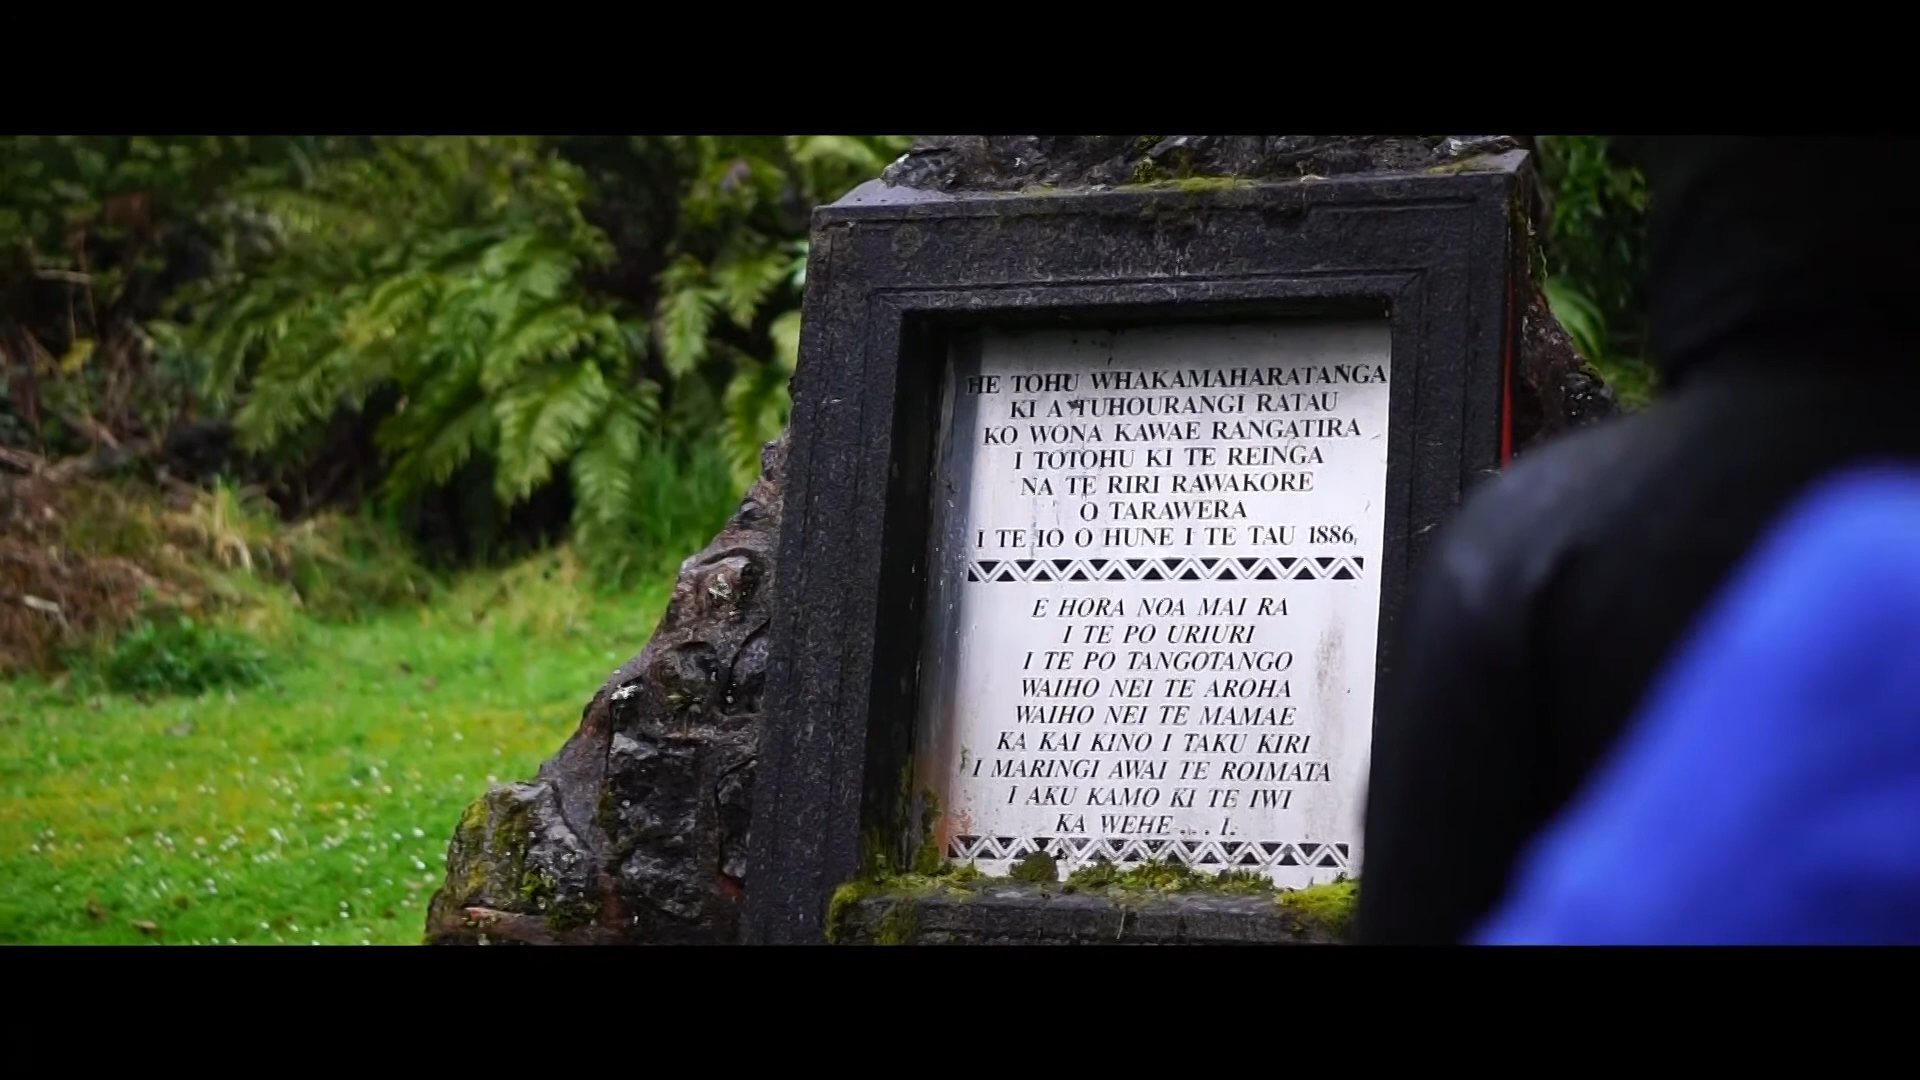 HE TOHU WHAKAMAHARATANGA
KI A TUHOURANGI RATAU
KO WONA KAWAE RANGATIRA
I TOTOHU KI TE REINGA
NA TE RIRI RAWAKORE
O TARAWERA
I TE 10 O HUNE I TE TAU 1886,
E HORA NOA MAI RA
I TE PO URIURI
I TE PO TANGOTANGO
WAIHO NEI TE AROHA
WAIHO NEI TE MAMAE
KA KAI KINO I TAKU KIRI
I MARINGI AWAI TE ROIMATA
I AKU KAMO KI TE IWI
KA WEHE . . . I.